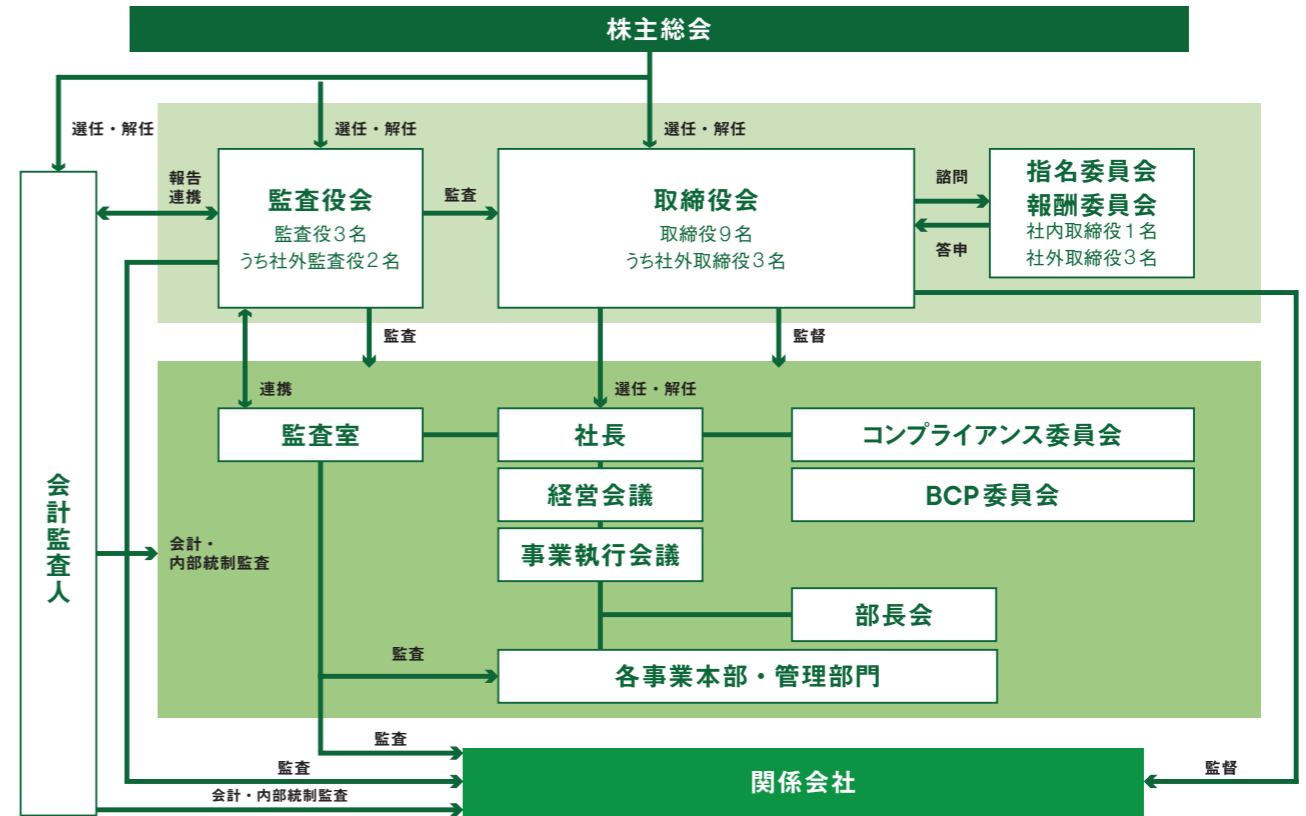 株主総会
選任・解任
選任・解任
選任・解任
報告
連携
監査役会
監査役3名
うち社外監査役2名
監査
取締役会
取締役9名
うち社外取締役3名
諮問
答申
指名委員会
報酬委員会
社内取締役1名
社外取締役3名
監査
監督
連携
選任・解任
監査室
社長
コンプライアンス委員会
経営会議
BCP委員会
会計監査人
会計・
内部統制監査
事業執行会議
部長会
監査
各事業本部・管理部門
監査
監査
会計・内部統制監査
関係会社
監督